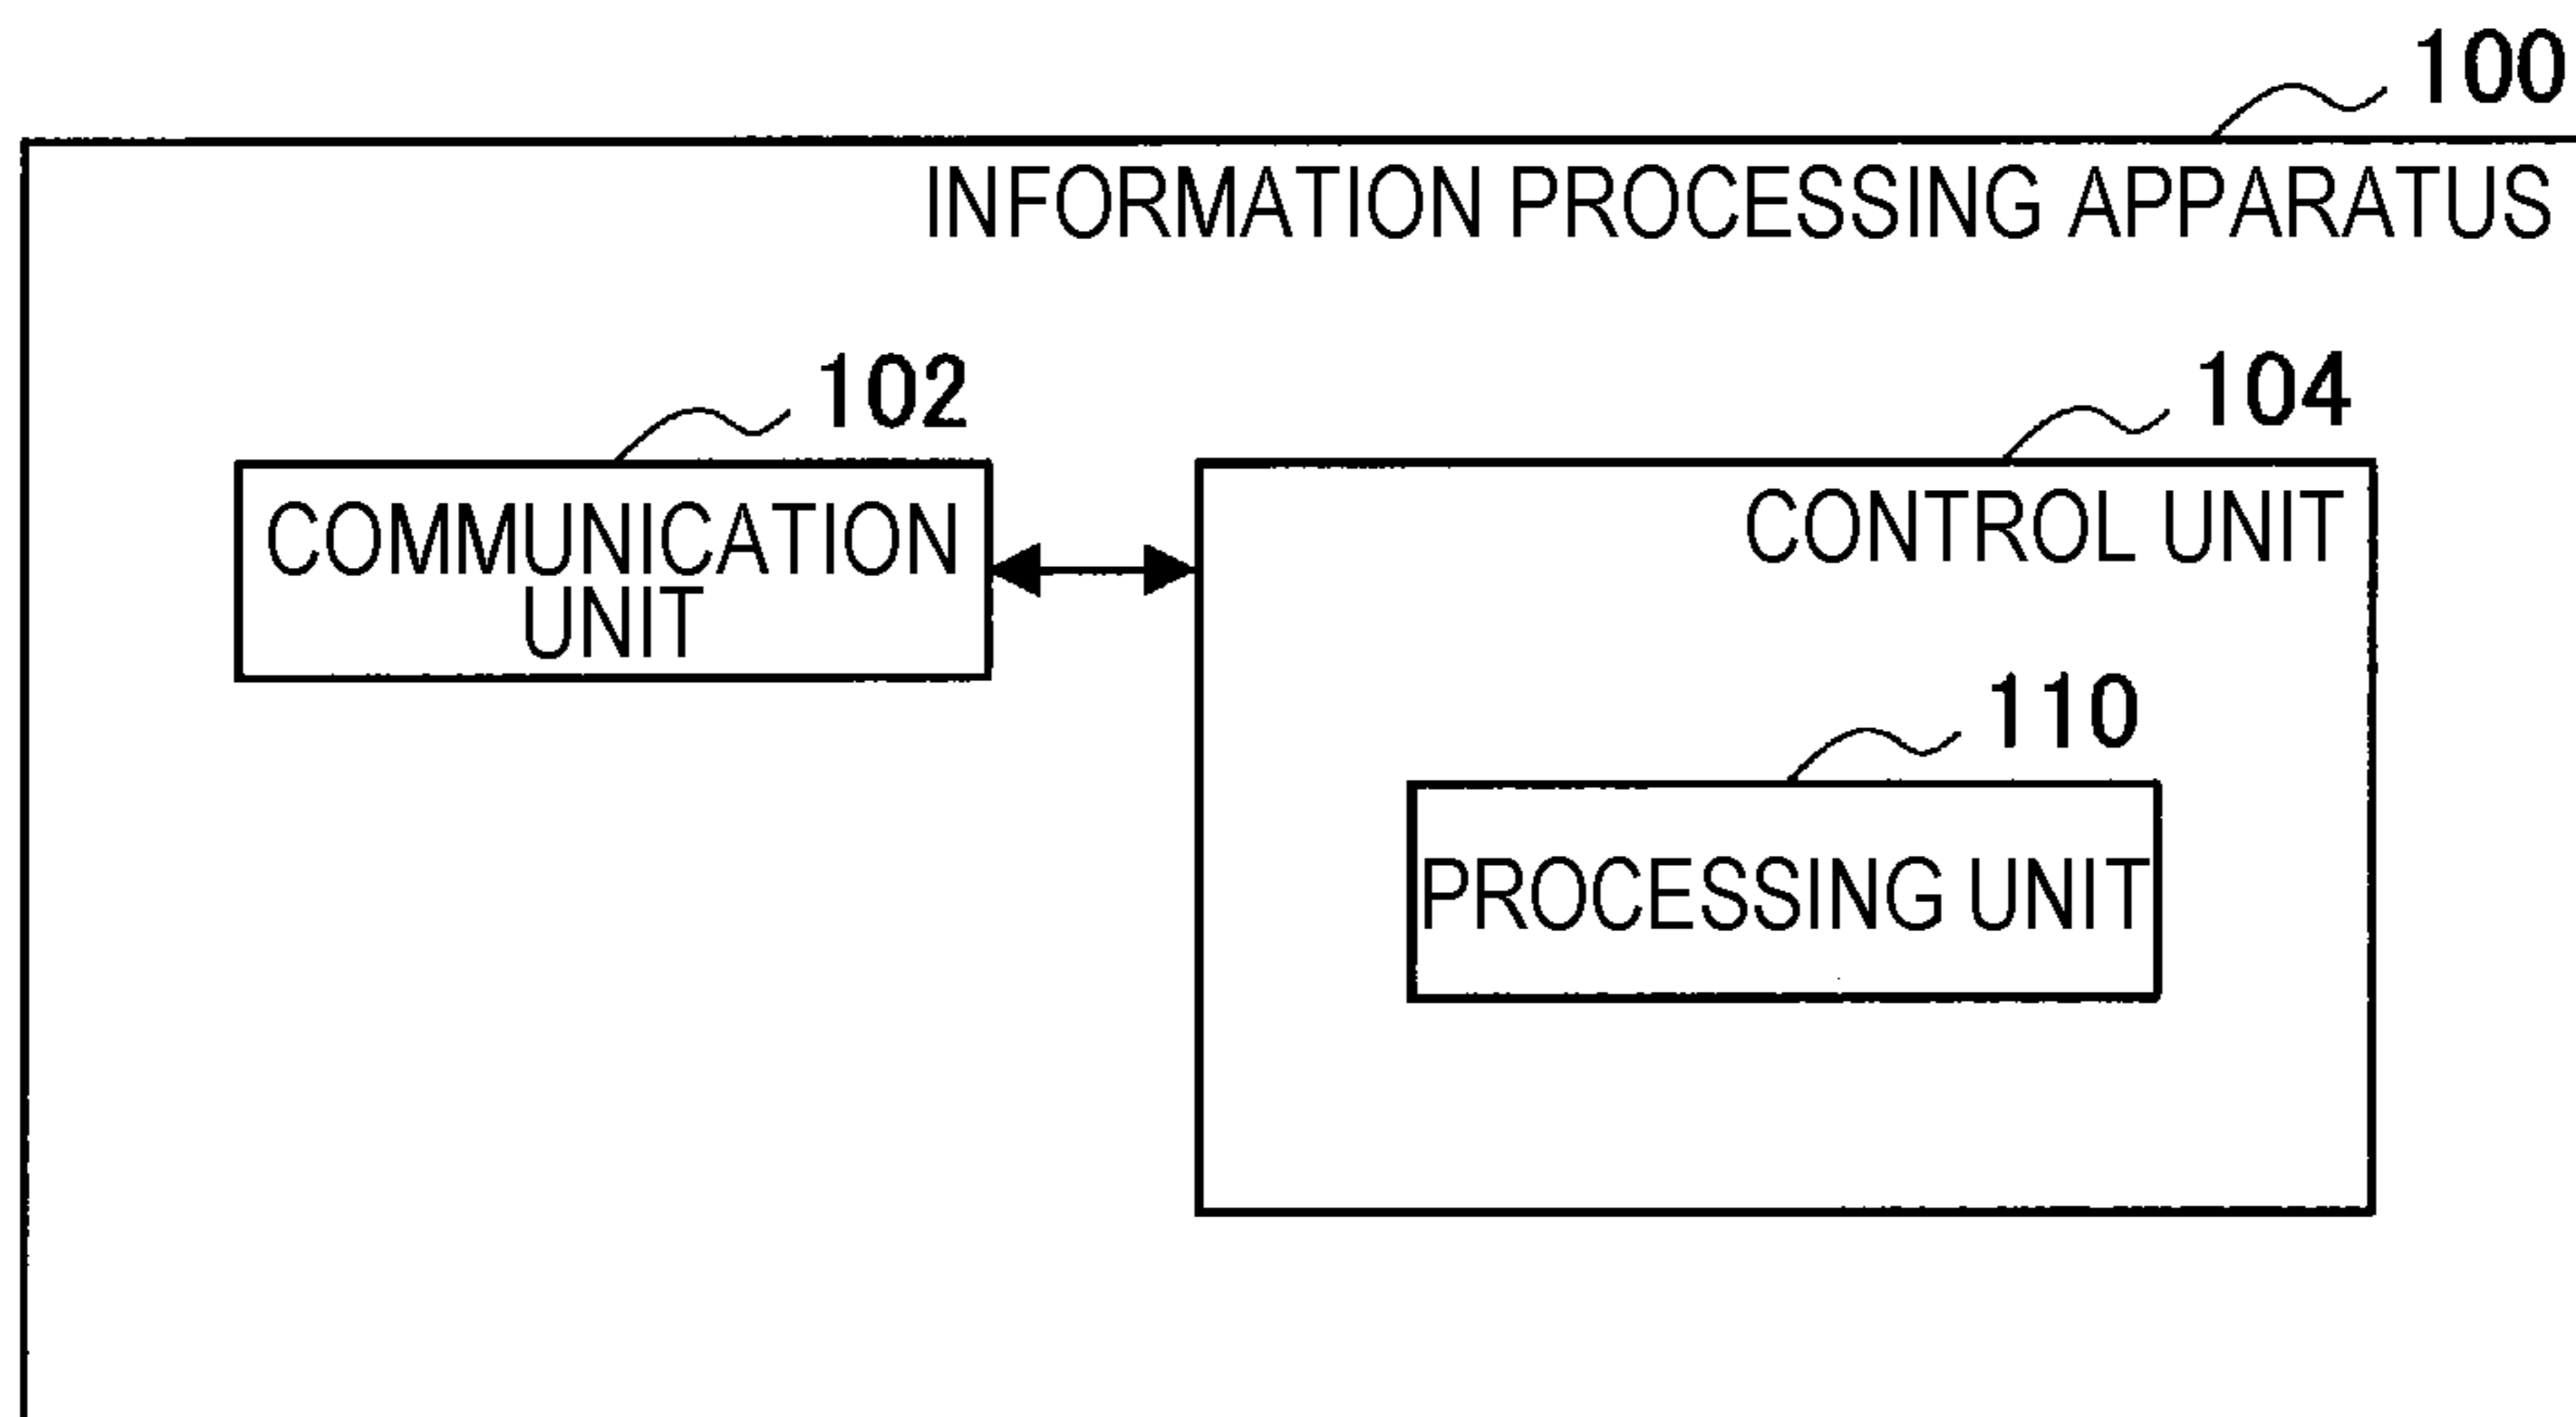 100
INFORMATION PROCESSING APPARATUS
102
104
COMMUNICATION
UNIT
CONTROL UNIT
110
PROCESSING UNIT